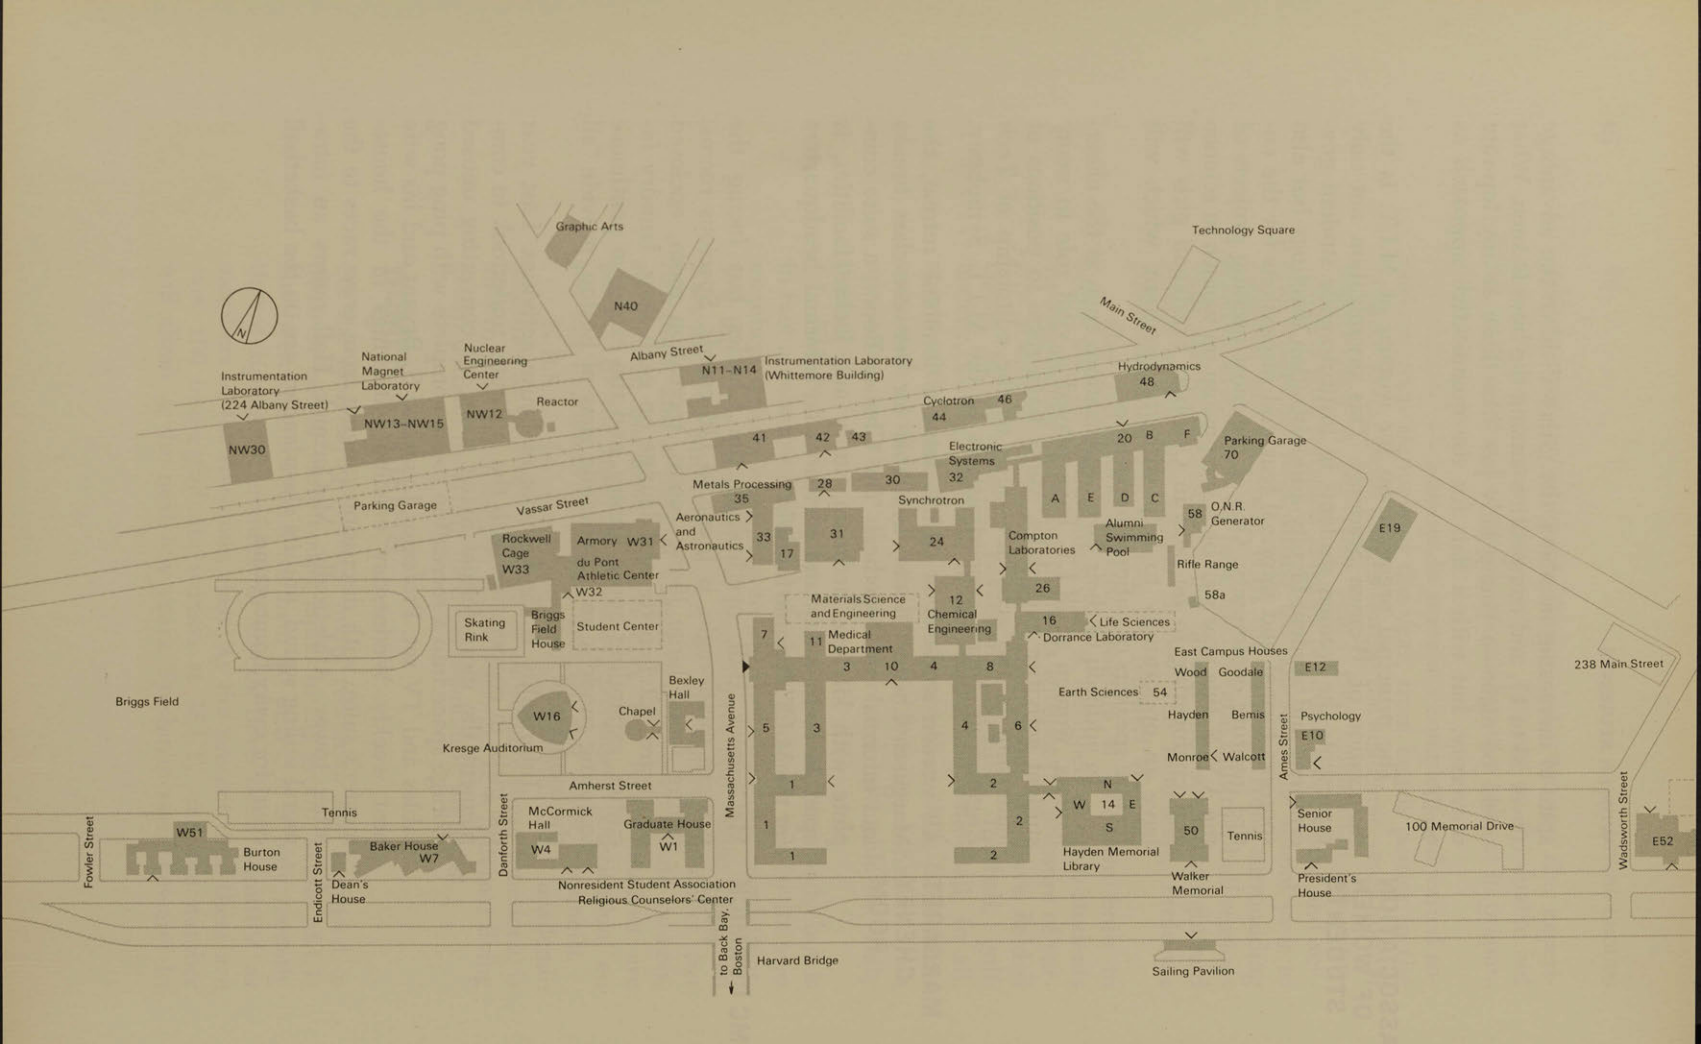 Graphic Arts
Technology Square
N40
Main Street
N
Nuclear
Engineering
Center
National
Magnet
Laboratory
Albany Street
N11–N14
Instrumentation Laboratory
(Whittemore Building)
Hydrodynamics
48
Instrumentation
Laboratory
(224 Albany Street)
Reactor
NW12
NW13–NW15
NW30
Cyclotron
44
46
41
42
43
20
B
F
Parking Garage
70
Electronic
Systems
32
Metals Processing
35
28
30
Synchrotron
A
E
D
C
Parking Garage
Vassar Street
Aeronautics
and
Astronautics
33
17
31
24
58
O.N.R.
Generator
Alumni
Swimming
Pool
E19
Compton
Laboratories
Rockwell
Cage
W33
Armory W31
du Pont
Athletic Center
W32
Rifle Range
58a
26
Materials Science
and Engineering
12
Chemical
Engineering
16
Life Sciences
Dorrance Laboratory
Skating
Rink
Briggs
Field
House
Student Center
7
11
Medical
Department
3
10
4
8
East Campus Houses
Wood
Goodale
E12
238 Main Street
Briggs Field
Bexley
Hall
Earth Sciences
54
W16
Chapel
Massachusetts Avenue
5
3
4
6
Hayden
Bemis
Psychology
E10
Kresge Auditorium
Monroe
Walcott
Ames Street
Amherst Street
1
2
N
W
14
E
S
Tennis
McCormick
Hall
Graduate House
W1
1
2
50
Tennis
Senior
House
100 Memorial Drive
Wadsworth Street
E52
W51
Burton
House
Fowler Street
Baker House
W7
Danforth Street
W4
1
2
Hayden Memorial
Library
Walker
Memorial
President's
House
Endicott Street
Dean's
House
Nonresident Student Association
Religious Counselors' Center
to Back Bay,
Boston
Harvard Bridge
Sailing Pavilion